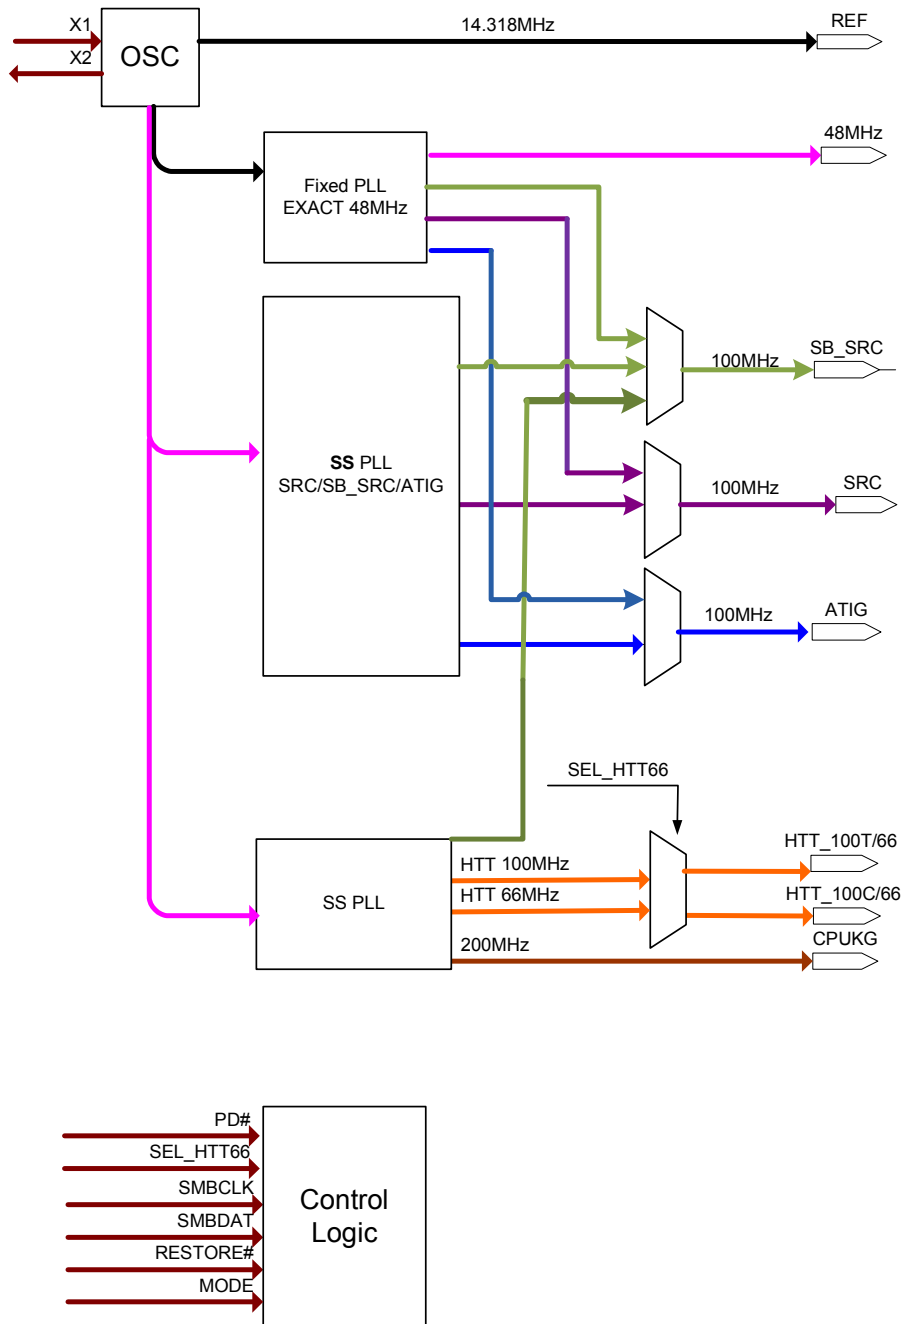 X1
X2
OSC
14.318MHz
REF
48MHz
Fixed PLL
EXACT 48MHz
100MHz
SB_SRC
SS PLL
SRC/SB_SRC/ATIG
100MHz
SRC
100MHz
ATIG
SEL_HTT66
SS PLL
HTT 100MHz
HTT 66MHz
200MHz
HTT_100T/66
HTT_100C/66
CPUKG
PD#
SEL_HTT66
SMBCLK
SMBDAT
RESTORE#
MODE
Control
Logic